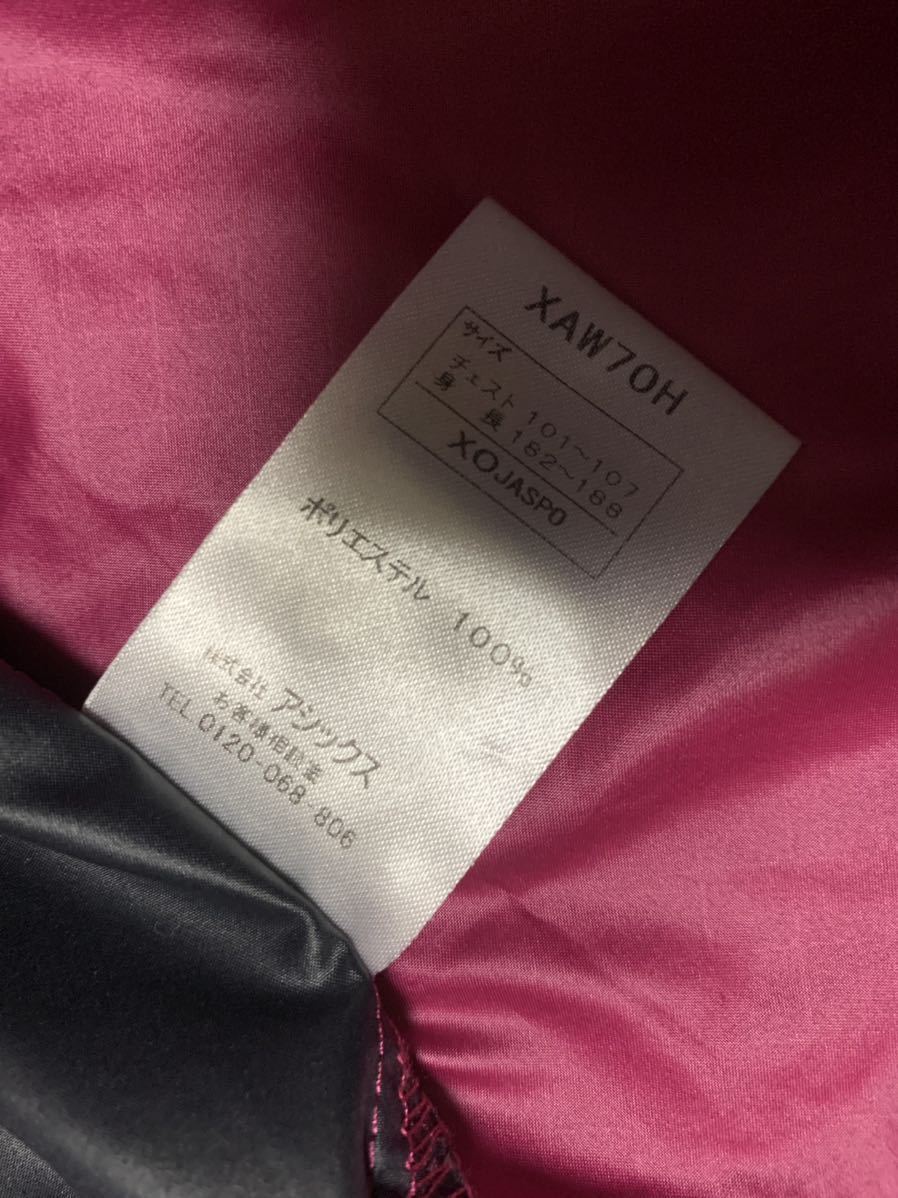 XAW70H
サイズ
チェスト 101～107
身 長 182～188
XOJASPO
ポリエステル 100%
株式会社 アシックス
お客様相談室
TEL.0120-068-806